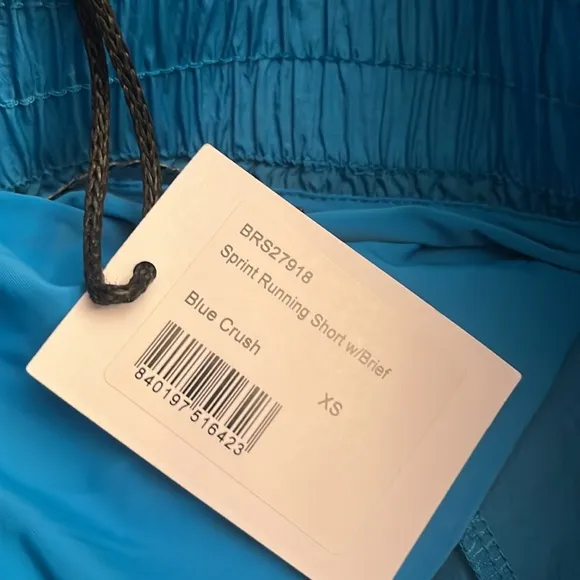 BRS27918
Sprint Running Short w/Brief
Blue Crush
XS
840197516423